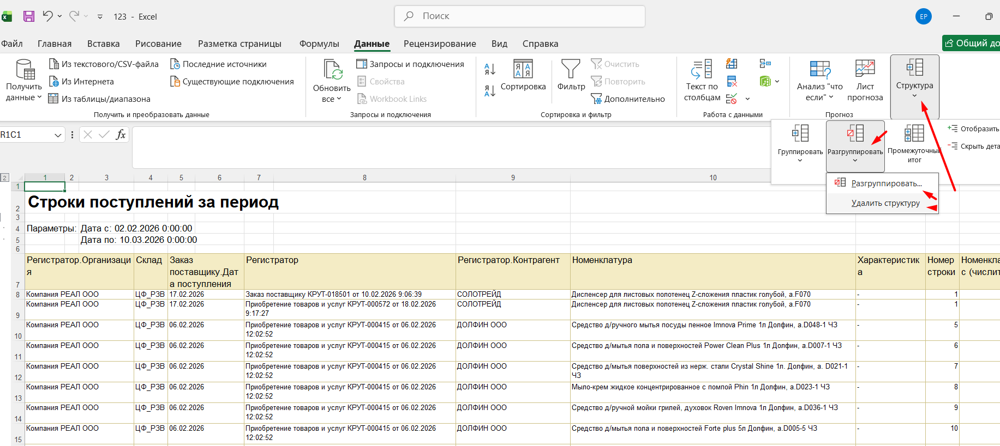 123 - Excel
Поиск
EP
Файл Главная Вставка Рисование Разметка страницы Формулы Данные Рецензирование Вид Справка
Общий до
Получить данные
Из текстового/CSV-файла
Из Интернета
Из таблицы/диапазона
Последние источники
Существующие подключения
Получить и преобразовать данные
Обновить все
Запросы и подключения
Свойства
Workbook Links
Запросы и подключения
Сортировка
Фильтр
Очистить
Повторить
Дополнительно
Сортировка и фильтр
Текст по столбцам
Работа с данными
Анализ "что если"
Лист прогноза
Прогноз
Структура
Группировать
Разгруппировать
Промежуточный итог
Отобразить
Скрыть дета
Разгруппировать...
Удалить структуру
R1C1
fx
2
1 2 3 4 5 6 7 8 9 10
1
2 Строки поступлений за период
3
4 Параметры: Дата с: 02.02.2026 0:00:00
5 Дата по: 10.03.2026 0:00:00
6
7 Регистратор.Организация Склад Заказ поставщику.Дата поступления Регистратор Регистратор.Контрагент Номенклатура Характеристика Номер строки Номенкла с (числит
8 Компания РЕАЛ ООО ЦФ_РЗВ 17.02.2026 Заказ поставщику КРУТ-018501 от 10.02.2026 9:06:39 СОЛОТРЕЙД Диспенсер для листовых полотенец Z-сложения пластик голубой, а.F070 - 1
9 Компания РЕАЛ ООО ЦФ_РЗВ 17.02.2026 Приобретение товаров и услуг КРУТ-000572 от 18.02.2026 9:17:27 СОЛОТРЕЙД Диспенсер для листовых полотенец Z-сложения пластик голубой, а.F070 - 1
10 Компания РЕАЛ ООО ЦФ_РЗВ 06.02.2026 Приобретение товаров и услуг КРУТ-000415 от 06.02.2026 12:02:52 ДОЛФИН ООО Средство д/ручного мытья посуды пенное Imnova Prime 1л Долфин, а.D048-1 ЧЗ - 5
11 Компания РЕАЛ ООО ЦФ_РЗВ 06.02.2026 Приобретение товаров и услуг КРУТ-000415 от 06.02.2026 12:02:52 ДОЛФИН ООО Средство д/мытья пола и поверхностей Power Clean Plus 1л Долфин, а.D007-1 ЧЗ - 6
12 Компания РЕАЛ ООО ЦФ_РЗВ 06.02.2026 Приобретение товаров и услуг КРУТ-000415 от 06.02.2026 12:02:52 ДОЛФИН ООО Средство д/мытья поверхностей из нерж. стали Crystal Shine 1л. Долфин, а. D021-1 ЧЗ - 7
13 Компания РЕАЛ ООО ЦФ_РЗВ 06.02.2026 Приобретение товаров и услуг КРУТ-000415 от 06.02.2026 12:02:52 ДОЛФИН ООО Мыло-крем жидкое концентрированное с помпой Phin 1л Долфин, а.D023-1 ЧЗ - 8
14 Компания РЕАЛ ООО ЦФ_РЗВ 06.02.2026 Приобретение товаров и услуг КРУТ-000415 от 06.02.2026 12:02:52 ДОЛФИН ООО Средство д/ручной мойки грилей, духовок Roven Imnova 1л Долфин, а.D036-1 ЧЗ - 9
15 Компания РЕАЛ ООО ЦФ_РЗВ 06.02.2026 Приобретение товаров и услуг КРУТ-000415 от 06.02.2026 12:02:52 ДОЛФИН ООО Средство д/мытья пола и поверхностей Forte plus 5л Долфин, а.D005-5 ЧЗ - 10